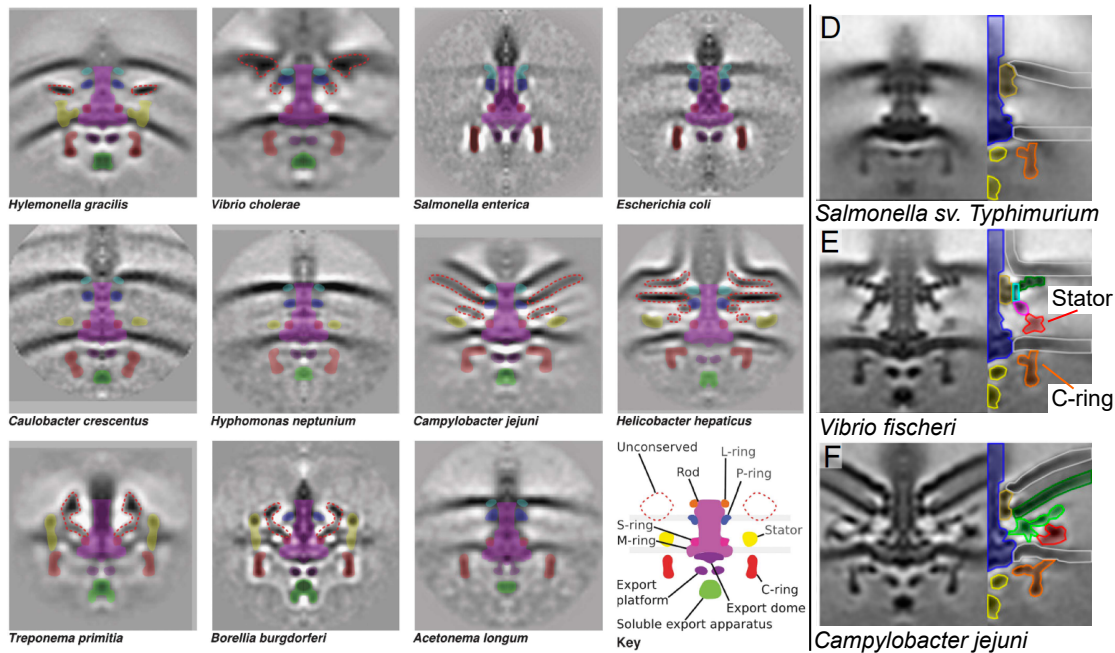 Hylemonella gracilis
Vibrio cholerae
Salmonella enterica
Escherichia coli
Caulobacter crescentus
Hyphomonas neptunium
Campylobacter jejuni
Helicobacter hepaticus
Treponema primitia
Borellia burgdorferi
Acetonema longum
Unconserved
L-ring
Rod
P-ring
S-ring
M-ring
Stator
Export
platform
C-ring
Export dome
Soluble export apparatus
Key
D
Salmonella sv. Typhimurium
E
Stator
C-ring
Vibrio fischeri
F
Campylobacter jejuni